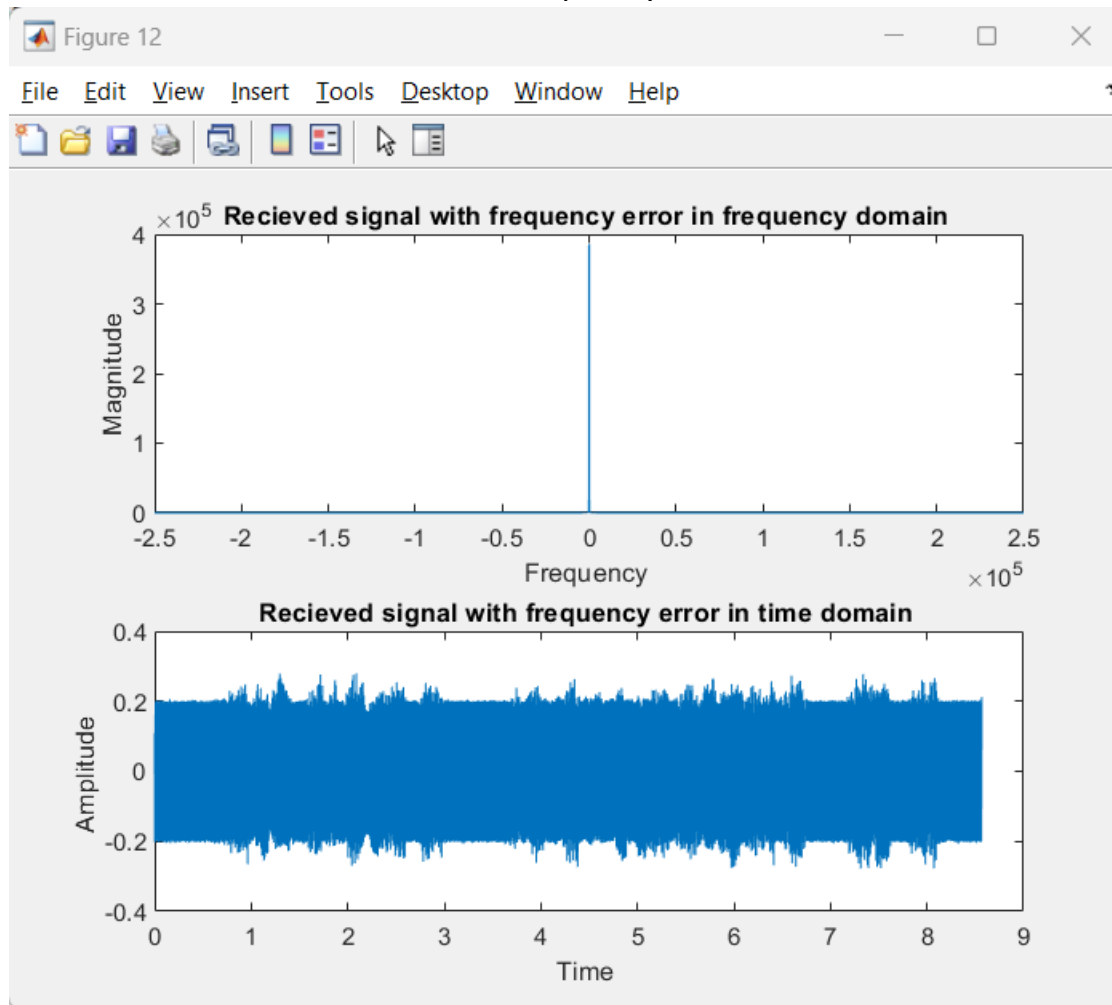 Figure 12
File Edit View Insert Tools Desktop Window Help
×10^5 Recieved signal with frequency error in frequency domain
4
3
2
1
0
Magnitude
-2.5 -2 -1.5 -1 -0.5 0 0.5 1 1.5 2 2.5
Frequency
×10^5
Recieved signal with frequency error in time domain
0.4
0.2
0
-0.2
-0.4
Amplitude
0 1 2 3 4 5 6 7 8 9
Time